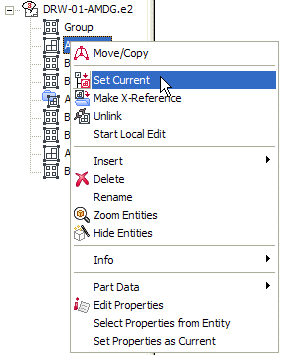 DRW-01-AMDG.e2
Group
A
Move/Copy
B
Set Current
B
Make X-Reference
A
Unlink
B
Start Local Edit
B
Insert
A
Delete
B
Rename
Zoom Entities
Hide Entities
Info
Part Data
Edit Properties
Select Properties from Entity
Set Properties as Current